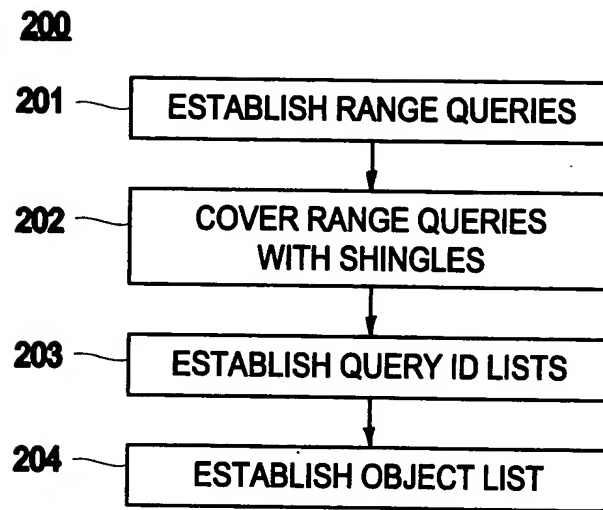 200
201 ESTABLISH RANGE QUERIES
202 COVER RANGE QUERIES
WITH SHINGLES
203 ESTABLISH QUERY ID LISTS
204 ESTABLISH OBJECT LIST